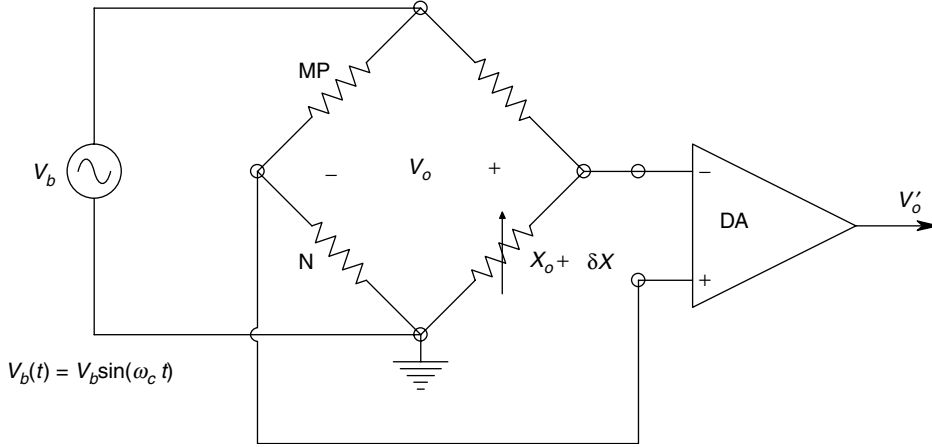 MP
V_b
− V_o +
− DA
V_o′
N
X_o + δX
+
V_b(t) = V_b sin(ω_c t)